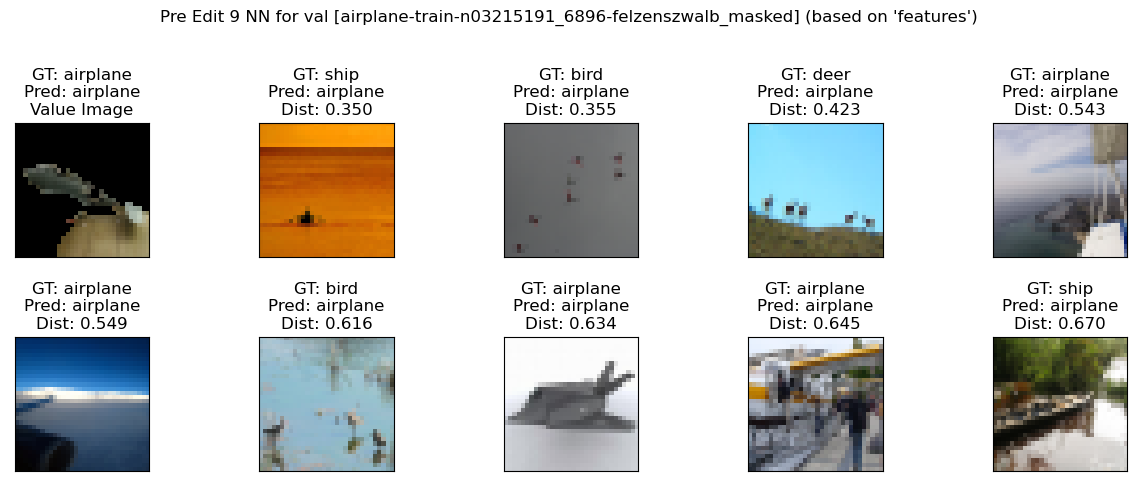 Pre Edit 9 NN for val [airplane-train-n03215191_6896-felzenszwalb_masked] (based on 'features')
GT: airplane
Pred: airplane
Value Image
GT: ship
Pred: airplane
Dist: 0.350
GT: bird
Pred: airplane
Dist: 0.355
GT: deer
Pred: airplane
Dist: 0.423
GT: airplane
Pred: airplane
Dist: 0.543
GT: airplane
Pred: airplane
Dist: 0.549
GT: bird
Pred: airplane
Dist: 0.616
GT: airplane
Pred: airplane
Dist: 0.634
GT: airplane
Pred: airplane
Dist: 0.645
GT: ship
Pred: airplane
Dist: 0.670